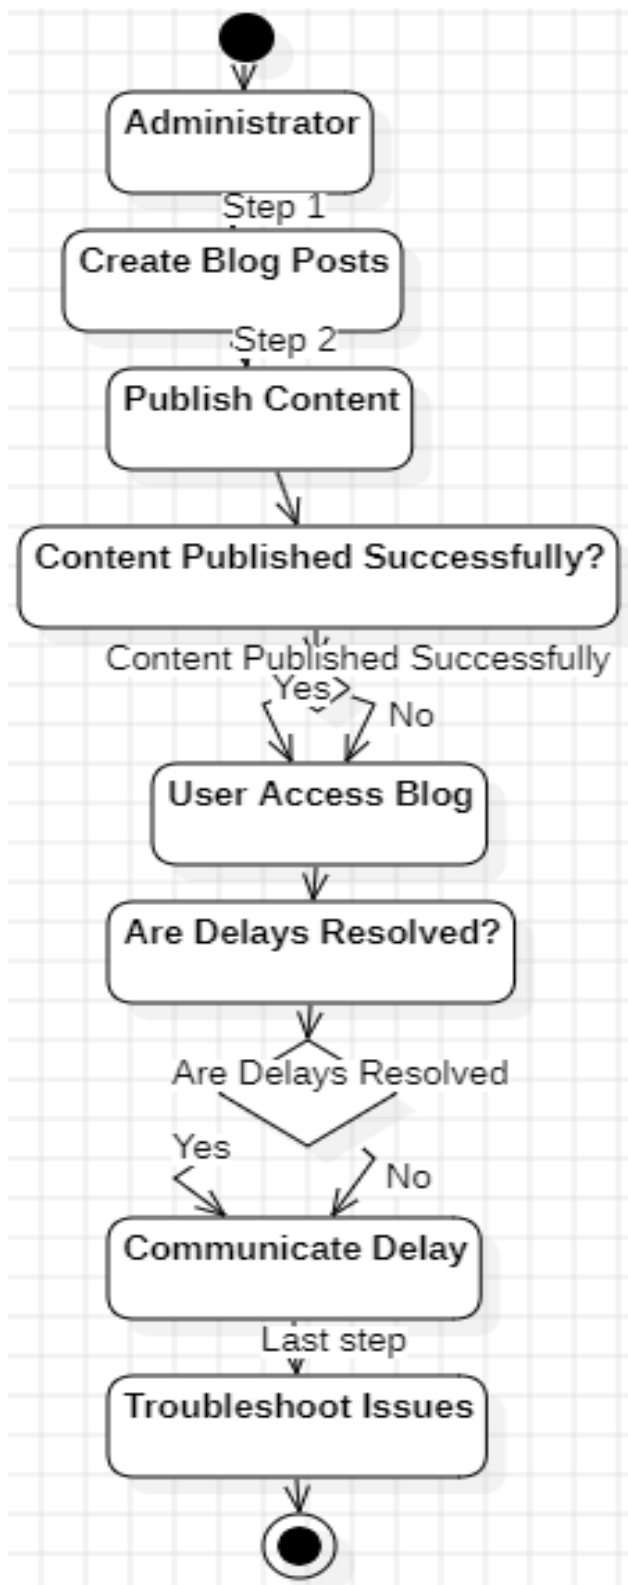 Administrator
Step 1
Create Blog Posts
Step 2
Publish Content
Content Published Successfully?
Content Published Successfully
Yes
No
User Access Blog
Are Delays Resolved?
Are Delays Resolved
Yes
No
Communicate Delay
Last step
Troubleshoot Issues